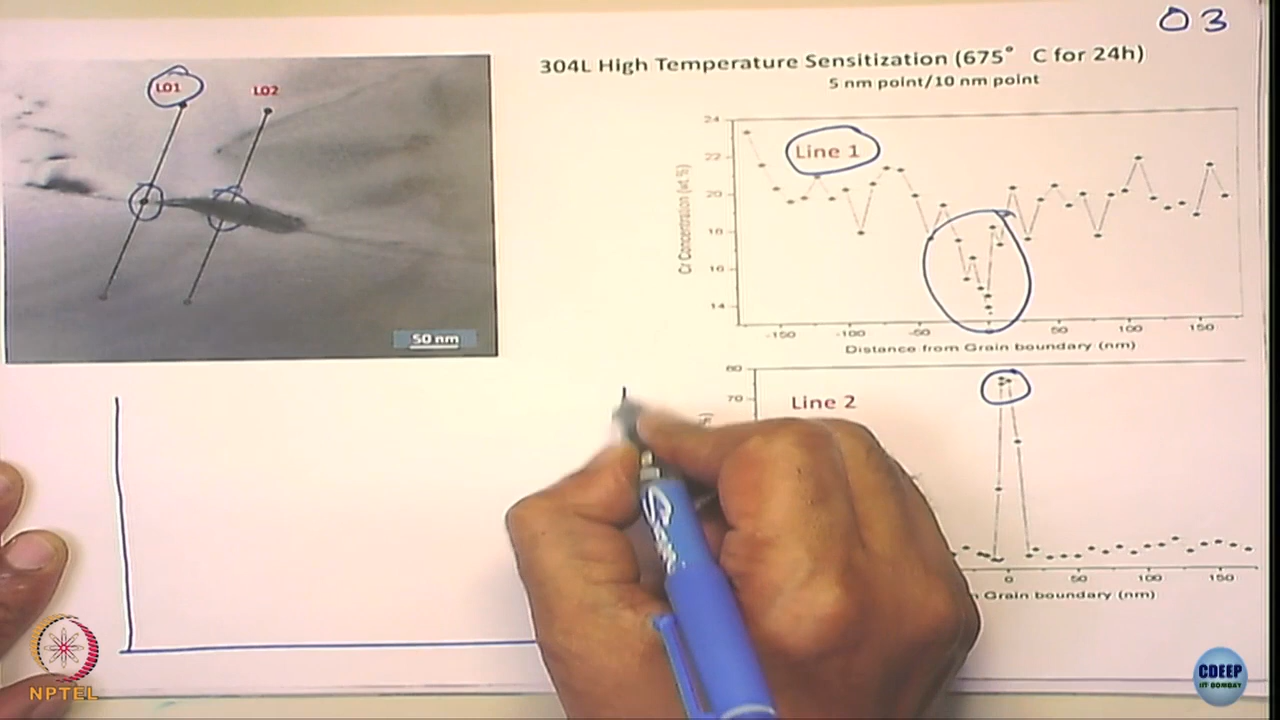 03
304L High Temperature Sensitization (675° C for 24h)
5 nm point/10 nm point
LO1
LO2
50 nm
Line 1
Cr Concentration (wt %)
24
22
20
18
16
14
-150
-100
-50
50
100
150
Distance from Grain boundary (nm)
Line 2
80
70
0
50
100
150
Grain boundary (nm)
NPTEL
CDEEP
IIT BOMBAY